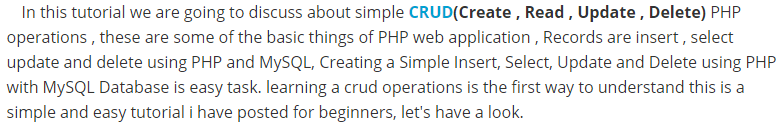 In this tutorial we are going to discuss about simple CRUD(Create , Read , Update , Delete) PHP
operations , these are some of the basic things of PHP web application , Records are insert , select
update and delete using PHP and MySQL, Creating a Simple Insert, Select, Update and Delete using PHP
with MySQL Database is easy task. learning a crud operations is the first way to understand this is a
simple and easy tutorial i have posted for beginners, let's have a look.